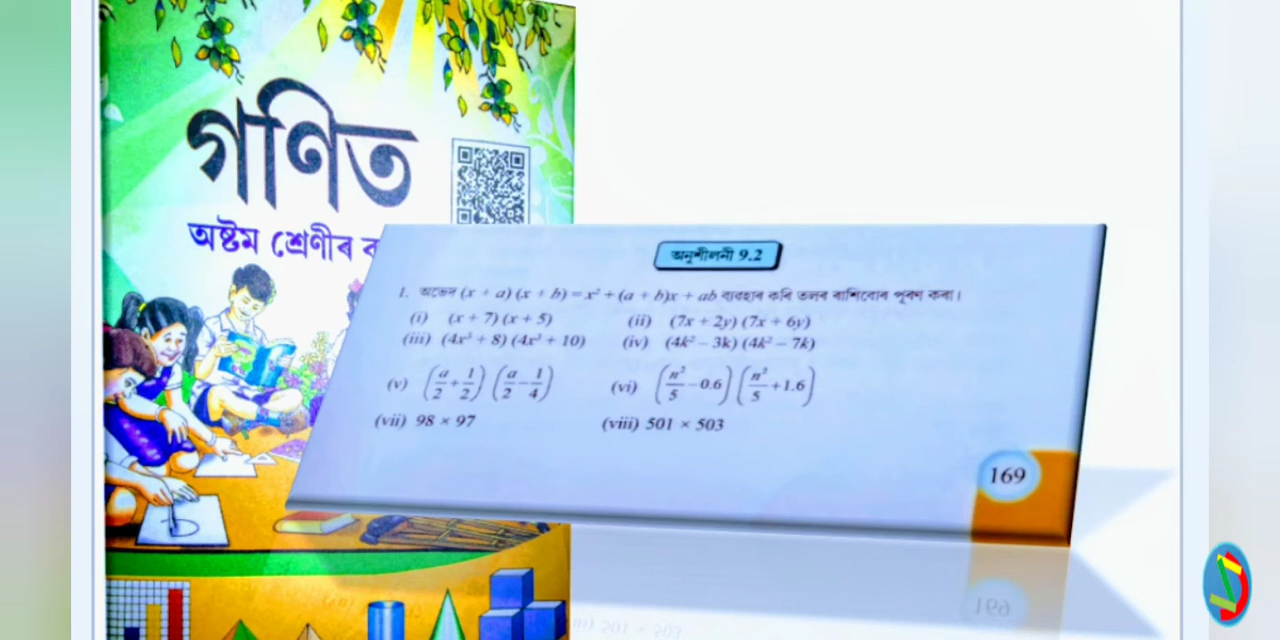 গণিত
অষ্টম শ্ৰেণীৰ
অনুশীলনী 9.2
1. অভেদ (x + a) (x + b) = x² + (a + b)x + ab ব্যৱহাৰ কৰি তলৰ ৰাশিবোৰ পূৰণ কৰা।
(i) (x + 7) (x + 5) (ii) (7x + 2y) (7x + 6y)
(iii) (4x³ + 8) (4x³ + 10) (iv) (4k² – 3k) (4k² – 7k)
(v) (a/2 + 1/2) (a/2 – 1/4) (vi) (n²/5 – 0.6) (n²/5 + 1.6)
(vii) 98 × 97 (viii) 501 × 503
169